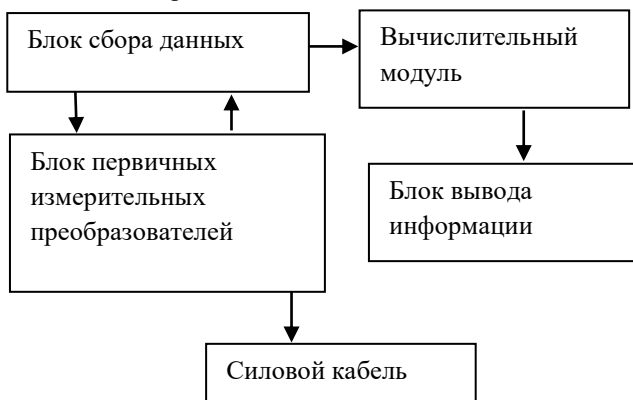 Блок сбора данных
Вычислительный
модуль
Блок первичных
измерительных
преобразователей
Блок вывода
информации
Силовой кабель